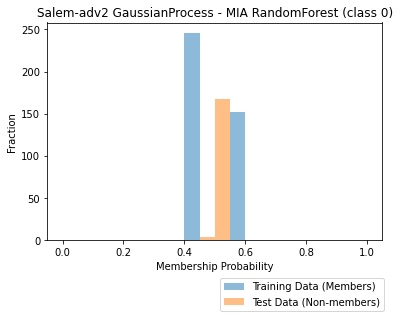 Salem-adv2 GaussianProcess - MIA RandomForest (class 0)
250
200
150
100
50
0
Fraction
0.0 0.2 0.4 0.6 0.8 1.0
Membership Probability
Training Data (Members)
Test Data (Non-members)